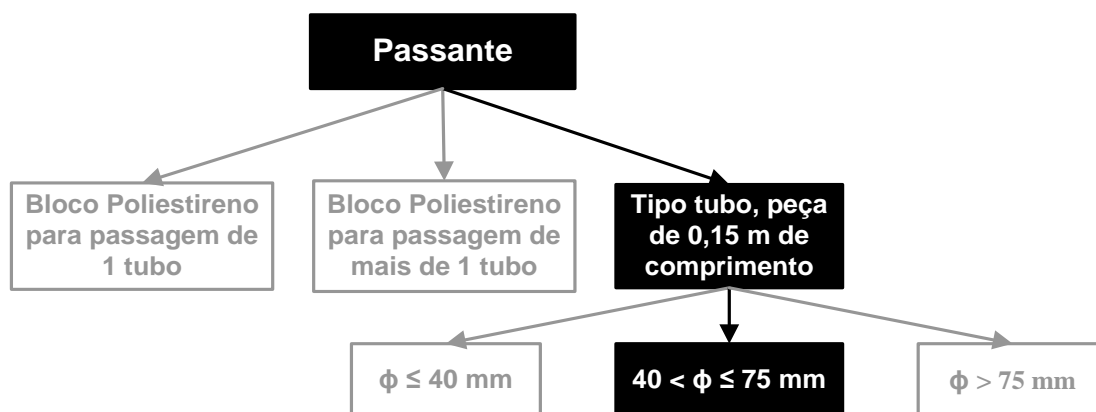 Passante
Bloco Poliestireno
para passagem de
1 tubo
Bloco Poliestireno
para passagem de
mais de 1 tubo
Tipo tubo, peça
de 0,15 m de
comprimento
ϕ ≤ 40 mm
40 < ϕ ≤ 75 mm
ϕ > 75 mm